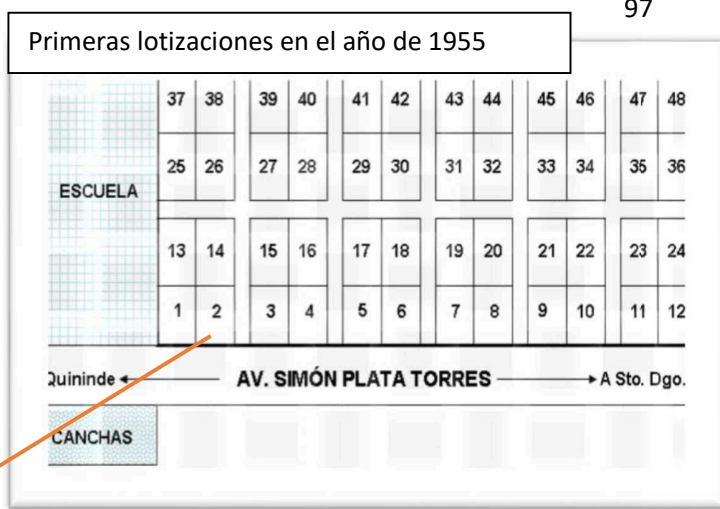 97
Primeras lotizaciones en el año de 1955
37 38 39 40 41 42 43 44 45 46 47 48
25 26 27 28 29 30 31 32 33 34 35 36
ESCUELA
13 14 15 16 17 18 19 20 21 22 23 24
1 2 3 4 5 6 7 8 9 10 11 12
Quininde AV. SIMÓN PLATA TORRES A Sto. Dgo.
CANCHAS